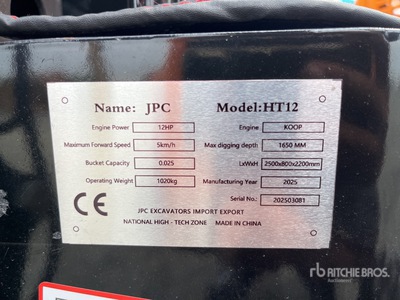 Name: JPC Model:HT12
Engine Power 12HP Engine KOOP
Maximum Forward Speed 5km/h Max digging depth 1650 MM
Bucket Capacity 0.025 LxWxH 2500x800x2200mm
Operating Weight 1020kg Manufacturing Year 2025
Serial No.: 202503081
CE
JPC EXCAVATORS IMPORT EXPORT
NATIONAL HIGH - TECH ZONE MADE IN CHINA
rb RITCHIE BROS.
Auctioneers